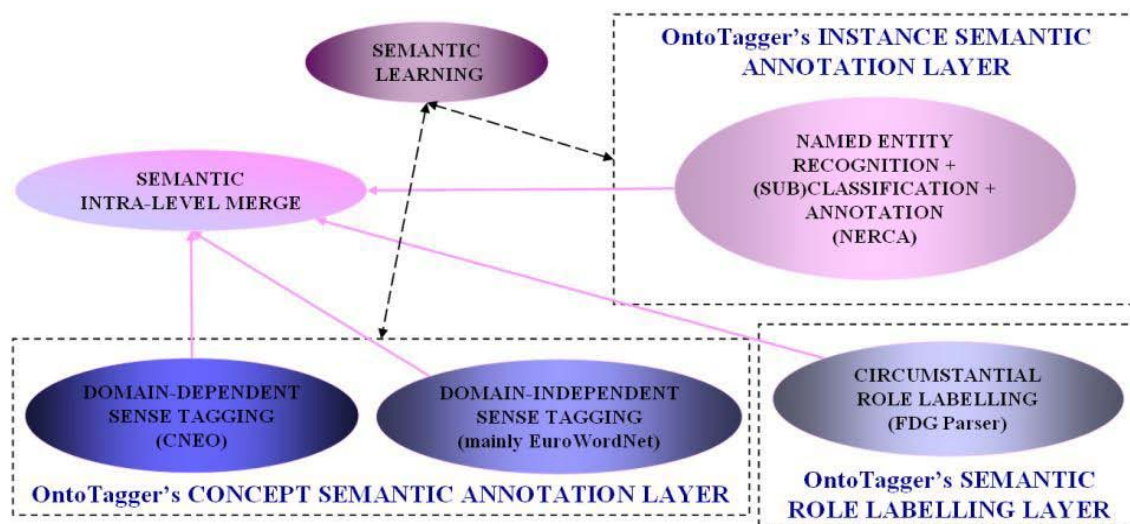 SEMANTIC
LEARNING
OntoTagger's INSTANCE SEMANTIC
ANNOTATION LAYER
NAMED ENTITY
RECOGNITION +
(SUB)CLASSIFICATION +
ANNOTATION
(NERCA)
SEMANTIC
INTRA-LEVEL MERGE
DOMAIN-DEPENDENT
SENSE TAGGING
(CNEO)
DOMAIN-INDEPENDENT
SENSE TAGGING
(mainly EuroWordNet)
OntoTagger's CONCEPT SEMANTIC ANNOTATION LAYER
CIRCUMSTANTIAL
ROLE LABELLING
(FDG Parser)
OntoTagger's SEMANTIC
ROLE LABELLING LAYER